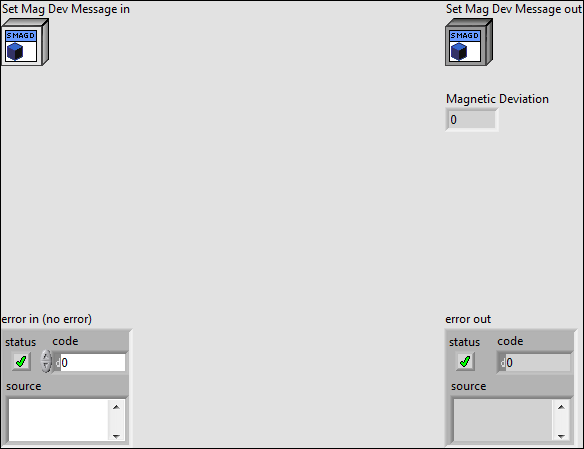 Set Mag Dev Message in
Set Mag Dev Message out
SMAGD
SMAGD
Magnetic Deviation
0
error in (no error)
error out
status
code
status
code
d0
d0
source
source